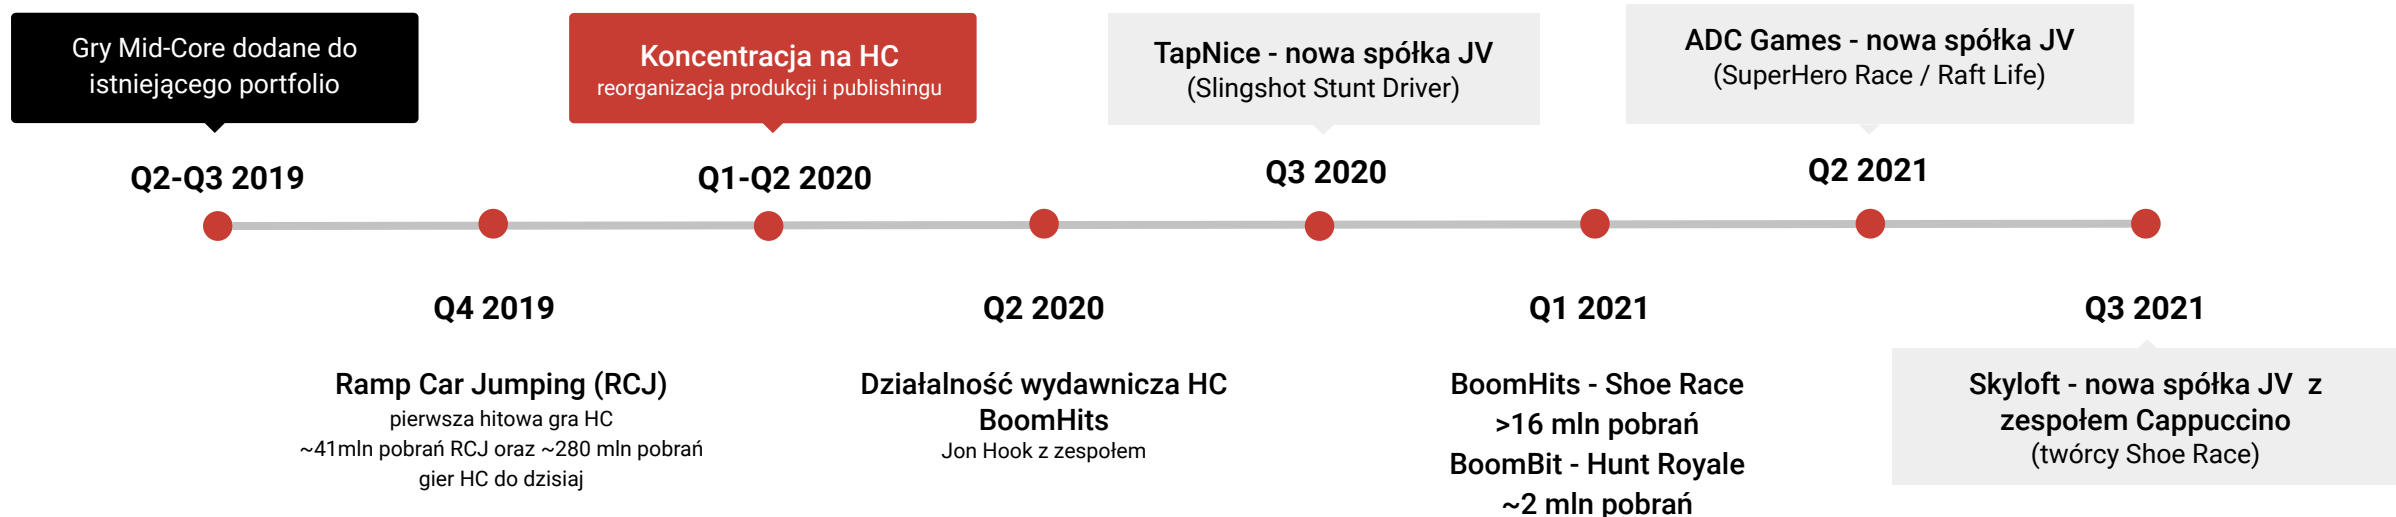 Gry Mid-Core dodane do
istniejącego portfolio
Koncentracja na HC
reorganizacja produkcji i publishingu
TapNice - nowa spółka JV
(Slingshot Stunt Driver)
ADC Games - nowa spółka JV
(SuperHero Race / Raft Life)
Q2-Q3 2019
Q1-Q2 2020
Q3 2020
Q2 2021
Q4 2019
Q2 2020
Q1 2021
Q3 2021
Ramp Car Jumping (RCJ)
pierwsza hitowa gra HC
~41mln pobrań RCJ oraz ~280 mln pobrań
gier HC do dzisiaj
Działalność wydawnicza HC
BoomHits
Jon Hook z zespołem
BoomHits - Shoe Race
>16 mln pobrań
BoomBit - Hunt Royale
~2 mln pobrań
Skyloft - nowa spółka JV z
zespołem Cappuccino
(twórcy Shoe Race)